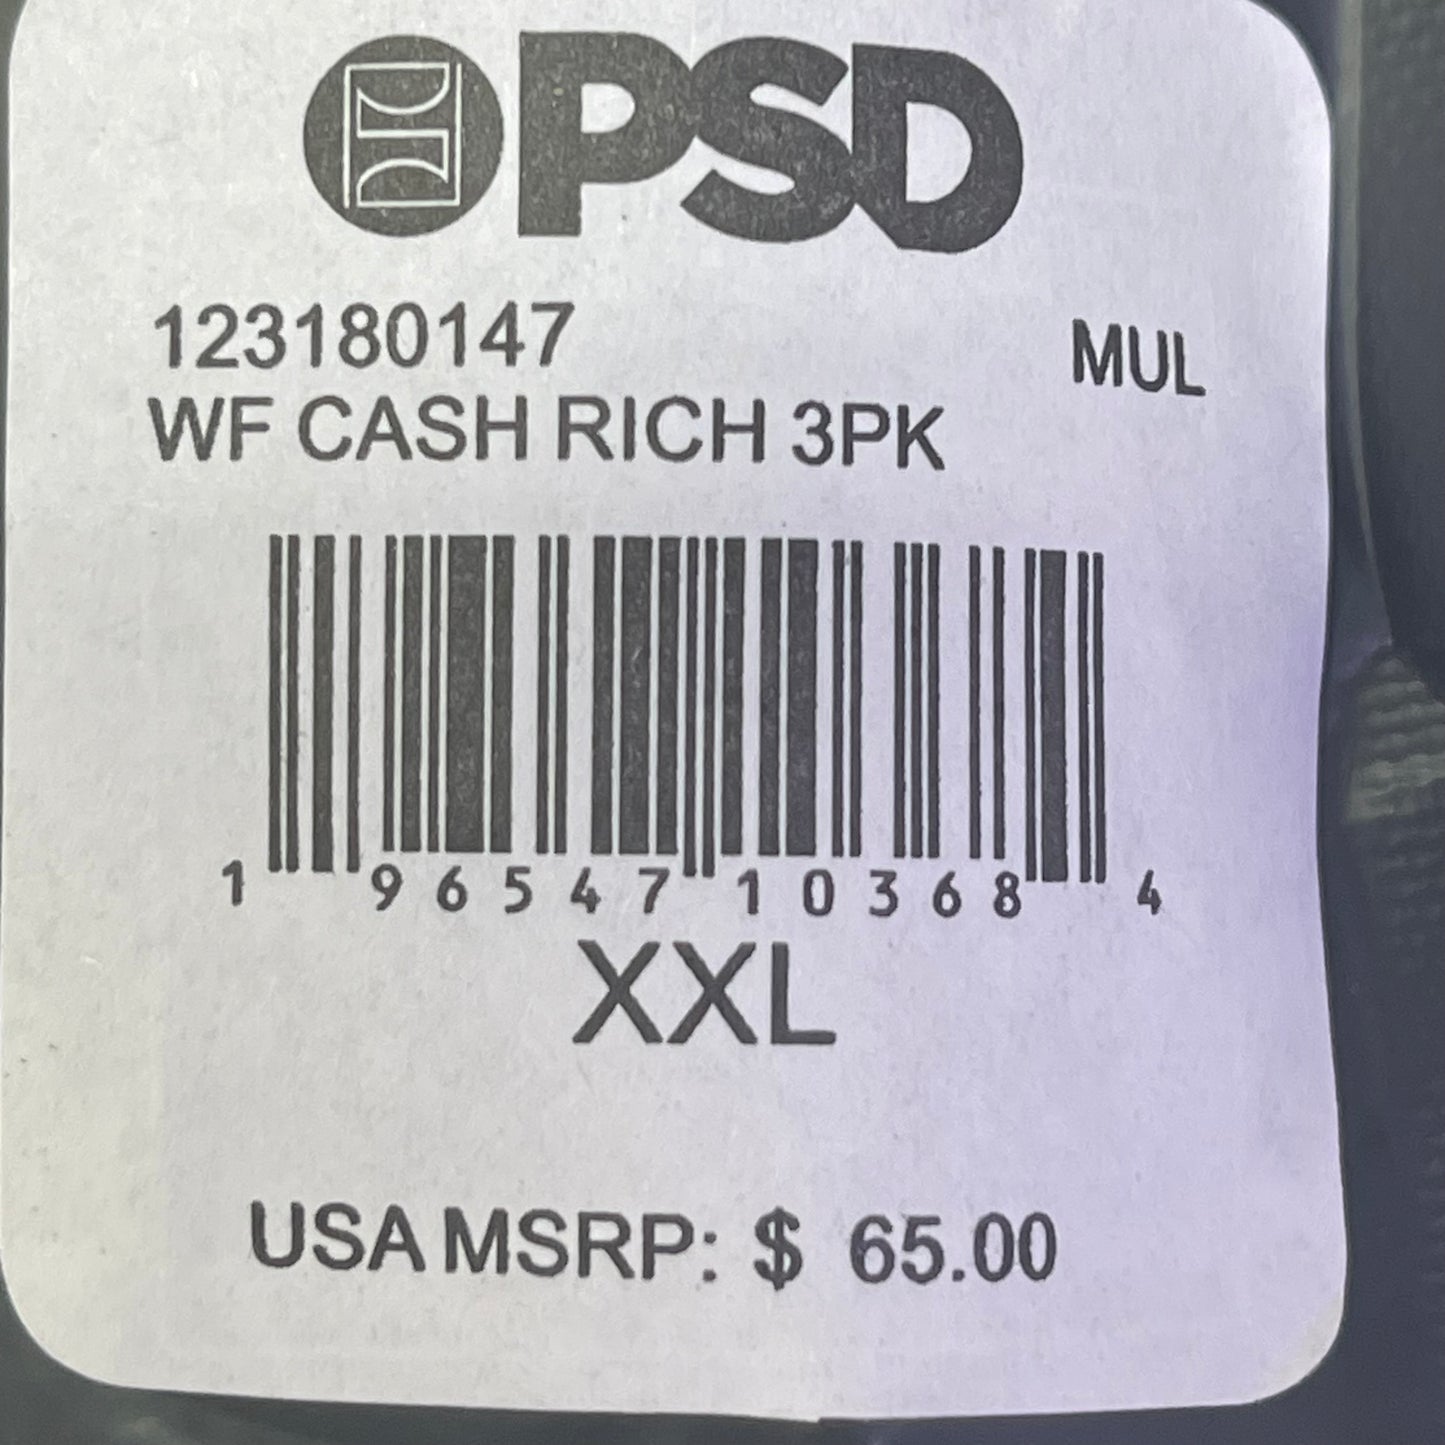 PSD
123180147 MUL
WF CASH RICH 3PK
1 96547 10368 4
XXL
USA MSRP: $ 65.00